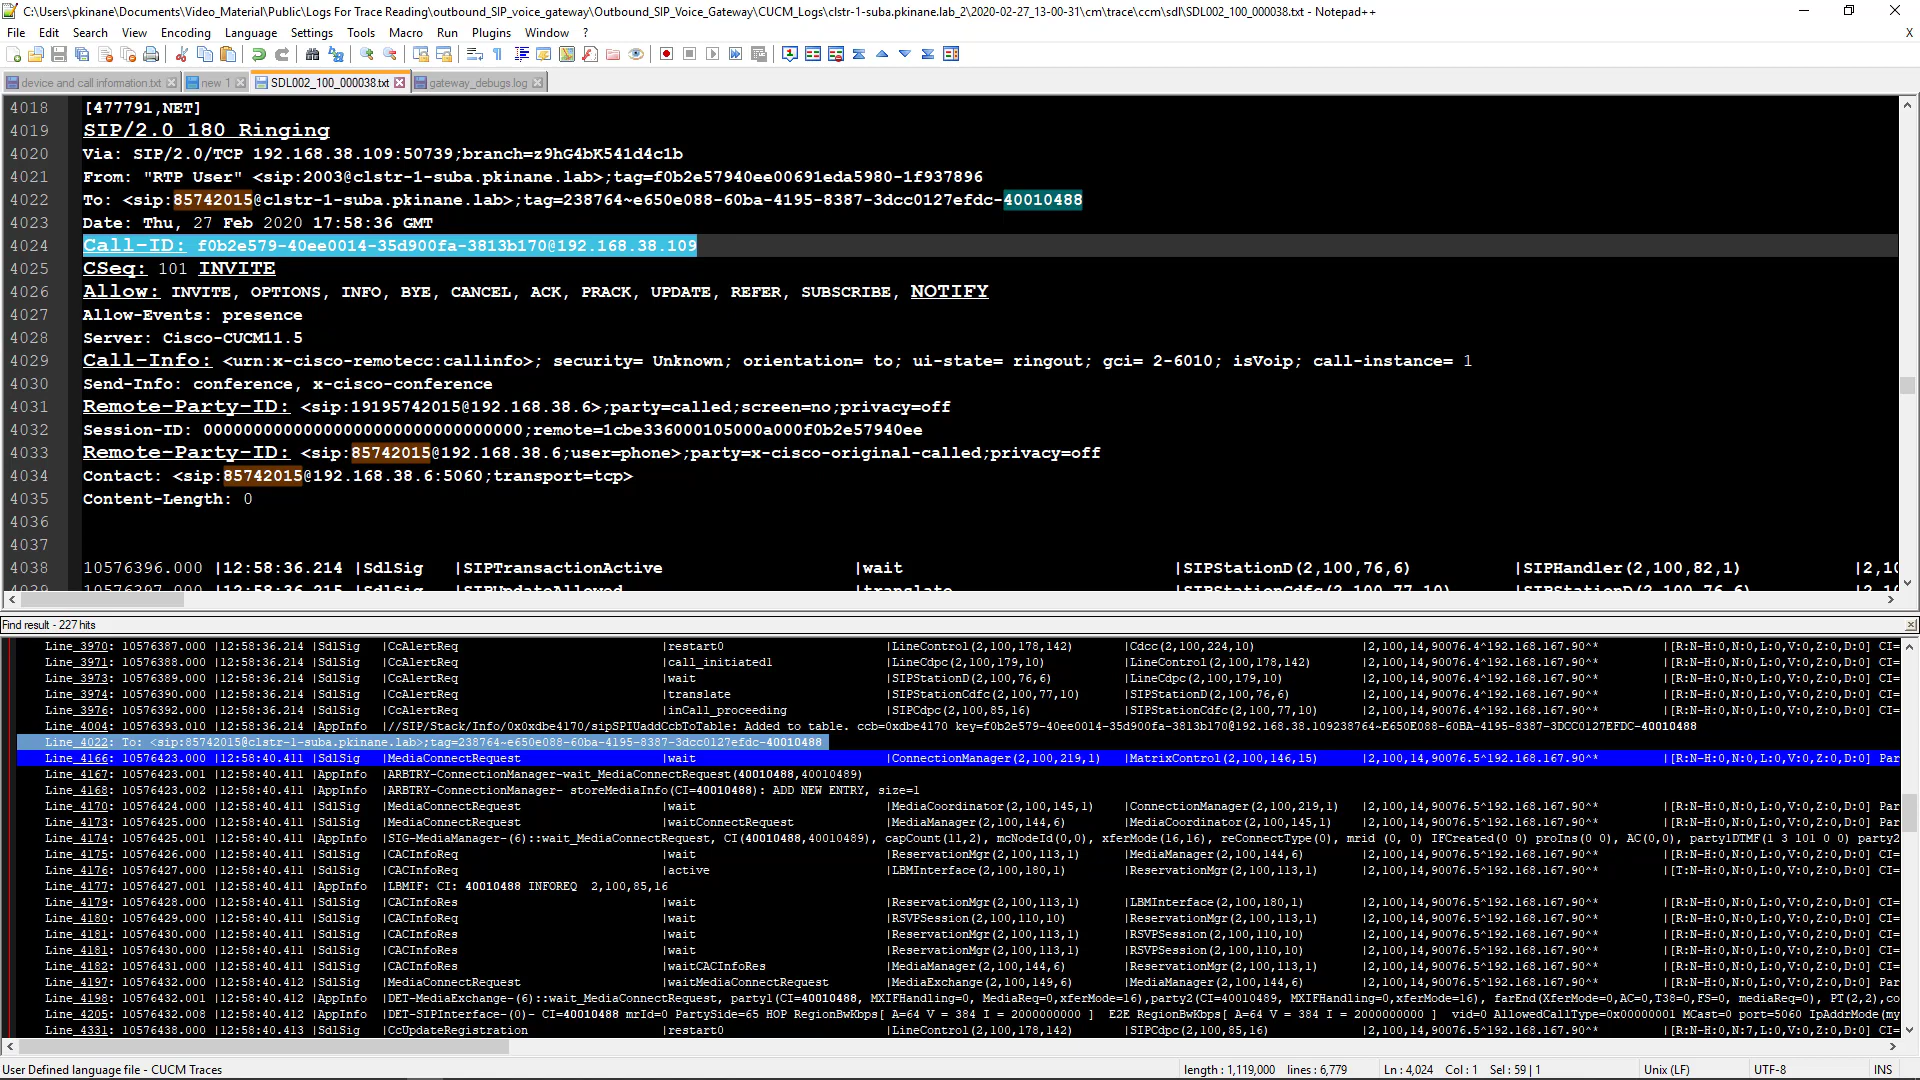 C:\Users\pkinane\Documents\Video_Material\Public\Logs For Trace Reading\outbound_SIP_voice_gateway\Outbound_SIP_Voice_Gateway\CUCM_Logs\clstr-1-suba.pkinane.lab_2\2020-02-27_13-00-31\cm\trace\ccm\sdl\SDL002_100_000038.txt - Notepad++
File Edit Search View Encoding Language Settings Tools Macro Run Plugins Window ? X
device and call information.txt new 1 SDL002_100_000038.txt gateway_debugs.log
4018 [477791,NET]
4019 SIP/2.0 180 Ringing
4020 Via: SIP/2.0/TCP 192.168.38.109:50739;branch=z9hG4bK541d4c1b
4021 From: "RTP User" <sip:2003@clstr-1-suba.pkinane.lab>;tag=f0b2e57940ee00691eda5980-1f937896
4022 To: <sip:85742015@clstr-1-suba.pkinane.lab>;tag=238764~e650e088-60ba-4195-8387-3dcc0127efdc-40010488
4023 Date: Thu, 27 Feb 2020 17:58:36 GMT
4024 Call-ID: f0b2e579-40ee0014-35d900fa-3813b170@192.168.38.109
4025 CSeq: 101 INVITE
4026 Allow: INVITE, OPTIONS, INFO, BYE, CANCEL, ACK, PRACK, UPDATE, REFER, SUBSCRIBE, NOTIFY
4027 Allow-Events: presence
4028 Server: Cisco-CUCM11.5
4029 Call-Info: <urn:x-cisco-remotecc:callinfo>; security= Unknown; orientation= to; ui-state= ringout; gci= 2-6010; isVoip; call-instance= 1
4030 Send-Info: conference, x-cisco-conference
4031 Remote-Party-ID: <sip:19195742015@192.168.38.6>;party=called;screen=no;privacy=off
4032 Session-ID: 00000000000000000000000000000000;remote=1cbe336000105000a000f0b2e57940ee
4033 Remote-Party-ID: <sip:85742015@192.168.38.6;user=phone>;party=x-cisco-original-called;privacy=off
4034 Contact: <sip:85742015@192.168.38.6:5060;transport=tcp>
4035 Content-Length: 0
4036
4037
4038 10576396.000 |12:58:36.214 |SdlSig |SIPTransactionActive |wait |SIPStationD(2,100,76,6) |SIPHandler(2,100,82,1) |2,10
4039 10576397.000 |12:58:36.215 |SdlSig |SIPUpdateAllowed |translate |SIPStationCdfc(2,100,77,10) |SIPStationD(2,100,76,6) |2,10
Find result - 227 hits
Line 3970: 10576387.000 |12:58:36.214 |SdlSig |CcAlertReq |restart0 |LineControl(2,100,178,142) |Cdcc(2,100,224,10) |2,100,14,90076.4^192.168.167.90^* |[R:N-H:0,N:0,L:0,V:0,Z:0,D:0] CI=
Line 3971: 10576388.000 |12:58:36.214 |SdlSig |CcAlertReq |call_initiated1 |LineCdpc(2,100,179,10) |LineControl(2,100,178,142) |2,100,14,90076.4^192.168.167.90^* |[R:N-H:0,N:0,L:0,V:0,Z:0,D:0] CI=
Line 3973: 10576389.000 |12:58:36.214 |SdlSig |CcAlertReq |wait |SIPStationD(2,100,76,6) |LineCdpc(2,100,179,10) |2,100,14,90076.4^192.168.167.90^* |[R:N-H:0,N:0,L:0,V:0,Z:0,D:0] CI=
Line 3974: 10576390.000 |12:58:36.214 |SdlSig |CcAlertReq |translate |SIPStationCdfc(2,100,77,10) |SIPStationD(2,100,76,6) |2,100,14,90076.4^192.168.167.90^* |[R:N-H:0,N:0,L:0,V:0,Z:0,D:0] CI=
Line 3976: 10576392.000 |12:58:36.214 |SdlSig |CcAlertReq |inCall_proceeding |SIPCdpc(2,100,85,16) |SIPStationCdfc(2,100,77,10) |2,100,14,90076.4^192.168.167.90^* |[R:N-H:0,N:0,L:0,V:0,Z:0,D:0] CI=
Line 4004: 10576393.010 |12:58:36.214 |AppInfo |//SIP/Stack/Info/0x0xdbe4170/sipSPIUaddCcbToTable: Added to table. ccb=0xdbe4170 key=f0b2e579-40ee0014-35d900fa-3813b170@192.168.38.109238764~E650E088-60BA-4195-8387-3DCC0127EFDC-40010488
Line 4022: To: <sip:85742015@clstr-1-suba.pkinane.lab>;tag=238764~e650e088-60ba-4195-8387-3dcc0127efdc-40010488
Line 4166: 10576423.000 |12:58:40.411 |SdlSig |MediaConnectRequest |wait |ConnectionManager(2,100,219,1) |MatrixControl(2,100,146,15) |2,100,14,90076.5^192.168.167.90^* |[R:N-H:0,N:0,L:0,V:0,Z:0,D:0] Par
Line 4167: 10576423.001 |12:58:40.411 |AppInfo |ARBTRY-ConnectionManager-wait_MediaConnectRequest(40010488,40010489)
Line 4168: 10576423.002 |12:58:40.411 |AppInfo |ARBTRY-ConnectionManager- storeMediaInfo(CI=40010488): ADD NEW ENTRY, size=1
Line 4170: 10576424.000 |12:58:40.411 |SdlSig |MediaConnectRequest |wait |MediaCoordinator(2,100,145,1) |ConnectionManager(2,100,219,1) |2,100,14,90076.5^192.168.167.90^* |[R:N-H:0,N:0,L:0,V:0,Z:0,D:0] Par
Line 4173: 10576425.000 |12:58:40.411 |SdlSig |MediaConnectRequest |waitConnectRequest |MediaManager(2,100,144,6) |MediaCoordinator(2,100,145,1) |2,100,14,90076.5^192.168.167.90^* |[R:N-H:0,N:0,L:0,V:0,Z:0,D:0] Par
Line 4174: 10576425.001 |12:58:40.411 |AppInfo |SIG-MediaManager-(6)::wait_MediaConnectRequest, CI(40010488,40010489), capCount(11,2), mcNodeId(0,0), xferMode(16,16), reConnectType(0), mrid (0, 0) IFCreated(0 0) proIns(0 0), AC(0,0), party1DTMF(1 3 101 0 0) party2
Line 4175: 10576426.000 |12:58:40.411 |SdlSig |CACInfoReq |wait |ReservationMgr(2,100,113,1) |MediaManager(2,100,144,6) |2,100,14,90076.5^192.168.167.90^* |[R:N-H:0,N:0,L:0,V:0,Z:0,D:0] CI=
Line 4176: 10576427.000 |12:58:40.411 |SdlSig |CACInfoReq |active |LBMInterface(2,100,180,1) |ReservationMgr(2,100,113,1) |2,100,14,90076.5^192.168.167.90^* |[T:N-H:0,N:0,L:0,V:0,Z:0,D:0] CI=
Line 4177: 10576427.001 |12:58:40.411 |AppInfo |LBMIF: CI: 40010488 INFOREQ 2,100,85,16
Line 4179: 10576428.000 |12:58:40.411 |SdlSig |CACInfoRes |wait |ReservationMgr(2,100,113,1) |LBMInterface(2,100,180,1) |2,100,14,90076.5^192.168.167.90^* |[R:N-H:0,N:0,L:0,V:0,Z:0,D:0] CI=
Line 4180: 10576429.000 |12:58:40.411 |SdlSig |CACInfoReq |wait |RSVPSession(2,100,110,10) |ReservationMgr(2,100,113,1) |2,100,14,90076.5^192.168.167.90^* |[R:N-H:0,N:0,L:0,V:0,Z:0,D:0] CI=
Line 4181: 10576430.000 |12:58:40.411 |SdlSig |CACInfoRes |wait |ReservationMgr(2,100,113,1) |RSVPSession(2,100,110,10) |2,100,14,90076.5^192.168.167.90^* |[R:N-H:0,N:0,L:0,V:0,Z:0,D:0] CI=
Line 4181: 10576430.000 |12:58:40.411 |SdlSig |CACInfoRes |wait |ReservationMgr(2,100,113,1) |RSVPSession(2,100,110,10) |2,100,14,90076.5^192.168.167.90^* |[R:N-H:0,N:0,L:0,V:0,Z:0,D:0] CI=
Line 4182: 10576431.000 |12:58:40.411 |SdlSig |CACInfoRes |waitCACInfoRes |MediaManager(2,100,144,6) |ReservationMgr(2,100,113,1) |2,100,14,90076.5^192.168.167.90^* |[R:N-H:0,N:0,L:0,V:0,Z:0,D:0] CI=
Line 4197: 10576432.000 |12:58:40.412 |SdlSig |MediaConnectRequest |waitMediaConnectRequest |MediaExchange(2,100,149,6) |MediaManager(2,100,144,6) |2,100,14,90076.5^192.168.167.90^* |[R:N-H:0,N:0,L:0,V:0,Z:0,D:0] Par
Line 4198: 10576432.001 |12:58:40.412 |AppInfo |DET-MediaExchange-(6)::wait_MediaConnectRequest, party1(CI=40010488, MXIFHandling=0, MediaReq=0,xferMode=16),party2(CI=40010489, MXIFHandling=0,xferMode=16), farEnd(XferMode=0,AC=0,T38=0,FS=0, mediaReq=0), PT(2,2),co
Line 4205: 10576432.008 |12:58:40.412 |AppInfo |DET-SIPInterface-(0)- CI=40010488 mrId=0 PartySide=65 HOP RegionBwKbps[ A=64 V = 384 I = 2000000000 ] E2E RegionBwKbps[ A=64 V = 384 I = 2000000000 ] vid=0 AllowedCallType=0x00000001 MCast=0 port=5060 IpAddrMode(my
Line 4331: 10576438.000 |12:58:40.413 |SdlSig |CcUpdateRegistration |restart0 |LineControl(2,100,178,142) |SIPCdpc(2,100,85,16) |2,100,14,90076.5^192.168.167.90^* |[R:N-H:0,N:7,L:0,V:0,Z:0,D:0] CI=
User Defined language file - CUCM Traces length : 1,119,000 lines : 6,779 Ln : 4,024 Col : 1 Sel : 59 | 1 Unix (LF) UTF-8 INS